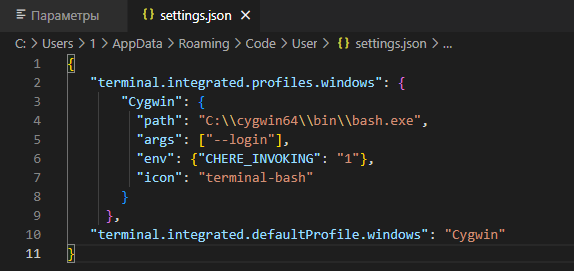 Параметры
{} settings.json ×
C: > Users > 1 > AppData > Roaming > Code > User > {} settings.json > ...
1 {
2 "terminal.integrated.profiles.windows": {
3 "Cygwin": {
4 "path": "C:\\cygwin64\\bin\\bash.exe",
5 "args": ["--login"],
6 "env": {"CHERE_INVOKING": "1"},
7 "icon": "terminal-bash"
8 }
9 },
10 "terminal.integrated.defaultProfile.windows": "Cygwin"
11 }